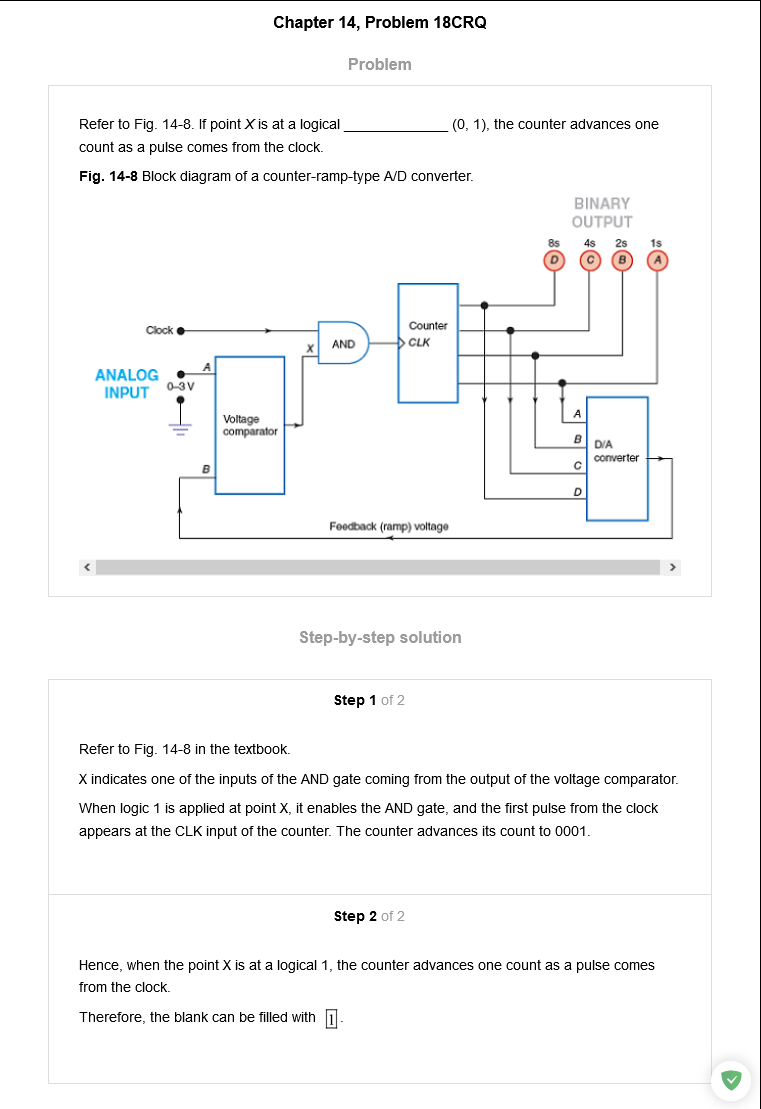 Chapter 14, Problem 18CRQ
Problem
Refer to Fig. 14-8. If point X is at a logical ______________ (0, 1), the counter advances one
count as a pulse comes from the clock.
Fig. 14-8 Block diagram of a counter-ramp-type A/D converter.
BINARY
OUTPUT
8s 4s 2s 1s
D C B A
Clock
Counter
X AND CLK
ANALOG
INPUT
0–3 V
A
Voltage
comparator
B
A
B
C
D
D/A
converter
Feedback (ramp) voltage
Step-by-step solution
Step 1 of 2
Refer to Fig. 14-8 in the textbook.
X indicates one of the inputs of the AND gate coming from the output of the voltage comparator.
When logic 1 is applied at point X, it enables the AND gate, and the first pulse from the clock
appears at the CLK input of the counter. The counter advances its count to 0001.
Step 2 of 2
Hence, when the point X is at a logical 1, the counter advances one count as a pulse comes
from the clock.
Therefore, the blank can be filled with 1.